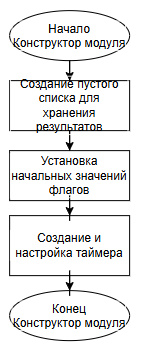 Начало
Конструктор модуля
Создание пустого
списка для
хранения
результатов
Установка
начальных значений
флагов
Создание и
настройка таймера
Конец
Конструктор модуля